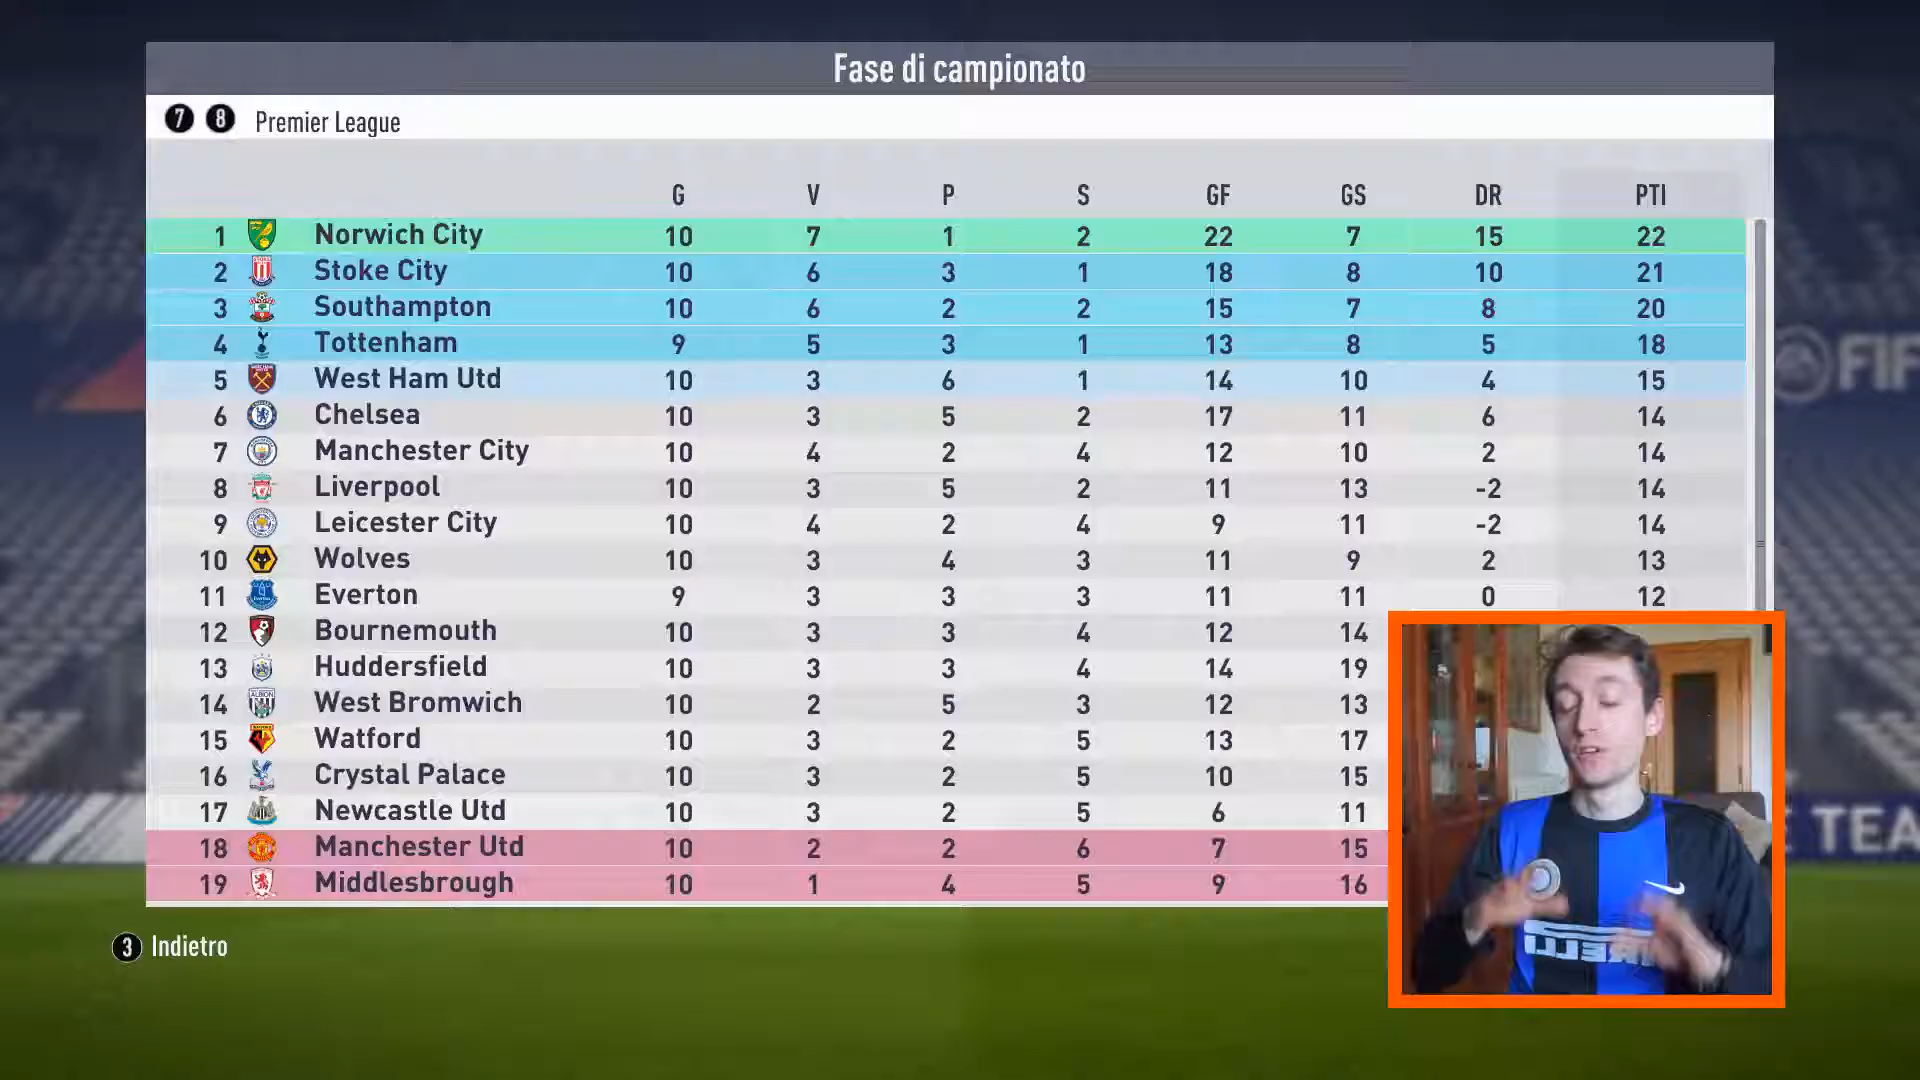 Fase di campionato
7 8 Premier League
G V P S GF GS DR PTI
1 Norwich City 10 7 1 2 22 7 15 22
2 Stoke City 10 6 3 1 18 8 10 21
3 Southampton 10 6 2 2 15 7 8 20
4 Tottenham 9 5 3 1 13 8 5 18
5 West Ham Utd 10 3 6 1 14 10 4 15
6 Chelsea 10 3 5 2 17 11 6 14
7 Manchester City 10 4 2 4 12 10 2 14
8 Liverpool 10 3 5 2 11 13 -2 14
9 Leicester City 10 4 2 4 9 11 -2 14
10 Wolves 10 3 4 3 11 9 2 13
11 Everton 9 3 3 3 11 11 0 12
12 Bournemouth 10 3 3 4 12 14
13 Huddersfield 10 3 3 4 14 19
14 West Bromwich 10 2 5 3 12 13
15 Watford 10 3 2 5 13 17
16 Crystal Palace 10 3 2 5 10 15
17 Newcastle Utd 10 3 2 5 6 11
18 Manchester Utd 10 2 2 6 7 15
19 Middlesbrough 10 1 4 5 9 16
3 Indietro
FIF
E TEA
PIRELLI